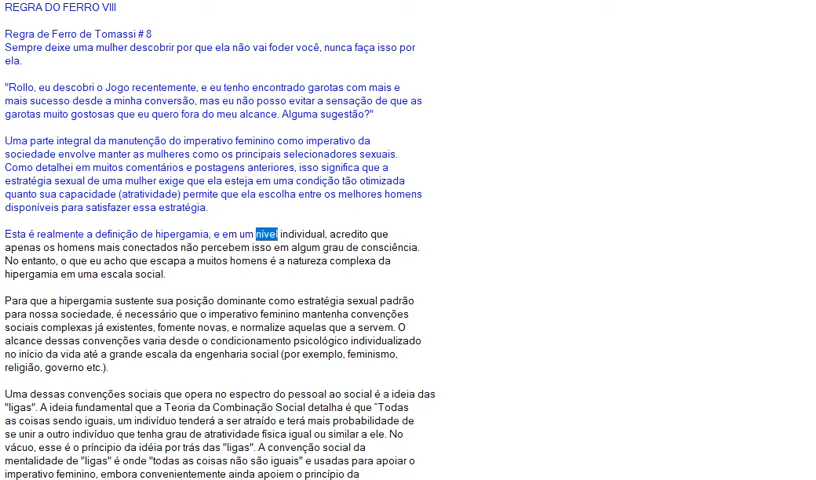 REGRA DO FERRO VIII
Regra de Ferro de Tomassi # 8
Sempre deixe uma mulher descobrir por que ela não vai foder você, nunca faça isso por
ela.
"Rollo, eu descobri o Jogo recentemente, e eu tenho encontrado garotas com mais e
mais sucesso desde a minha conversão, mas eu não posso evitar a sensação de que as
garotas muito gostosas que eu quero fora do meu alcance. Alguma sugestão?"
Uma parte integral da manutenção do imperativo feminino como imperativo da
sociedade envolve manter as mulheres como os principais selecionadores sexuais.
Como detalhei em muitos comentários e postagens anteriores, isso significa que a
estratégia sexual de uma mulher exige que ela esteja em uma condição tão otimizada
quanto sua capacidade (atratividade) permite que ela escolha entre os melhores homens
disponíveis para satisfazer essa estratégia.
Esta é realmente a definição de hipergamia, e em um nível individual, acredito que
apenas os homens mais conectados não percebem isso em algum grau de consciência.
No entanto, o que eu acho que escapa a muitos homens é a natureza complexa da
hipergamia em uma escala social.
Para que a hipergamia sustente sua posição dominante como estratégia sexual padrão
para nossa sociedade, é necessário que o imperativo feminino mantenha convenções
sociais complexas já existentes, fomente novas, e normalize aquelas que a servem. O
alcance dessas convenções varia desde o condicionamento psicológico individualizado
no início da vida até a grande escala da engenharia social (por exemplo, feminismo,
religião, governo etc.).
Uma dessas convenções sociais que opera no espectro do pessoal ao social é a ideia das
"ligas". A ideia fundamental que a Teoria da Combinação Social detalha é que "Todas
as coisas sendo iguais, um indivíduo tenderá a ser atraído e terá mais probabilidade de
se unir a outro indivíduo que tenha grau de atratividade física igual ou similar a ele. No
vácuo, esse é o príncipio da idéia por trás das "ligas". A convenção social da
mentalidade de "ligas" é onde "todas as coisas não são iguais" e usadas para apoiar o
imperativo feminino, embora convenientemente ainda apoiem o princípio da